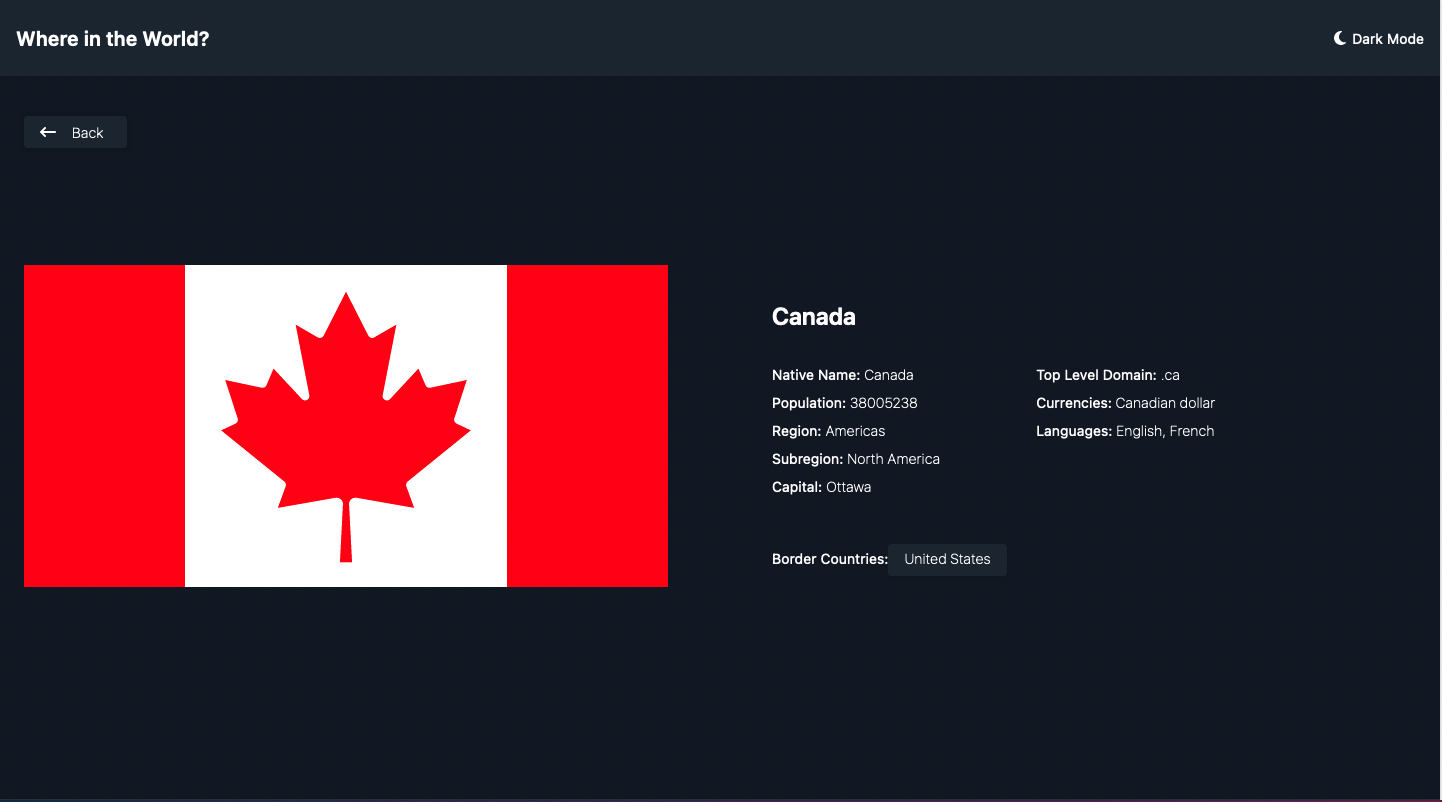 Where in the World?
Dark Mode
Back
Canada
Native Name: Canada
Population: 38005238
Region: Americas
Subregion: North America
Capital: Ottawa
Top Level Domain: .ca
Currencies: Canadian dollar
Languages: English, French
Border Countries: United States